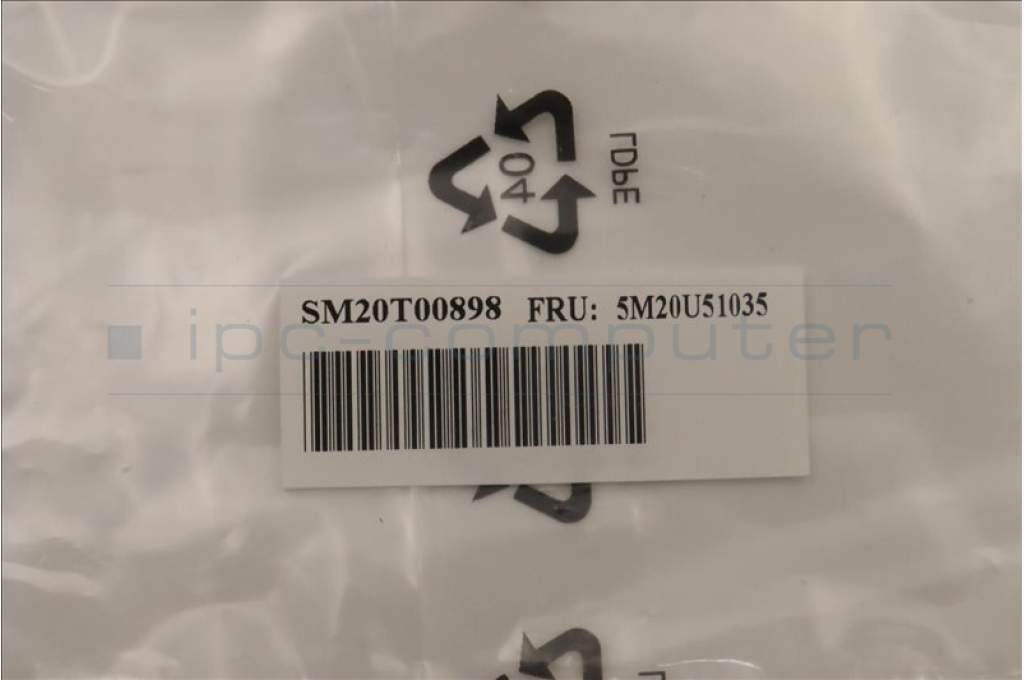 04
LDPE
SM20T00898 FRU: 5M20U51035
ipc-computer